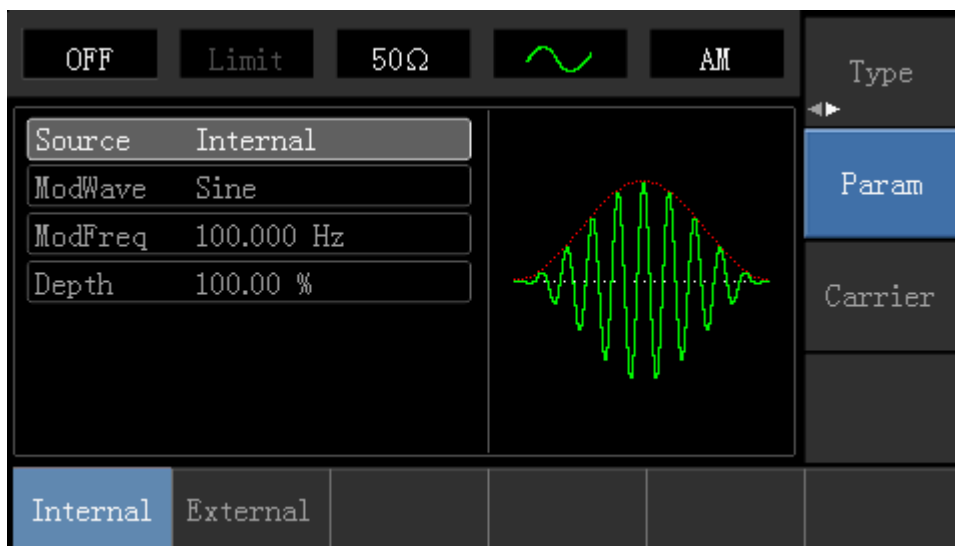 OFF Limit 50Ω AM
Type
Source Internal
ModWave Sine
ModFreq 100.000 Hz
Depth 100.00 %
Param
Carrier
Internal External